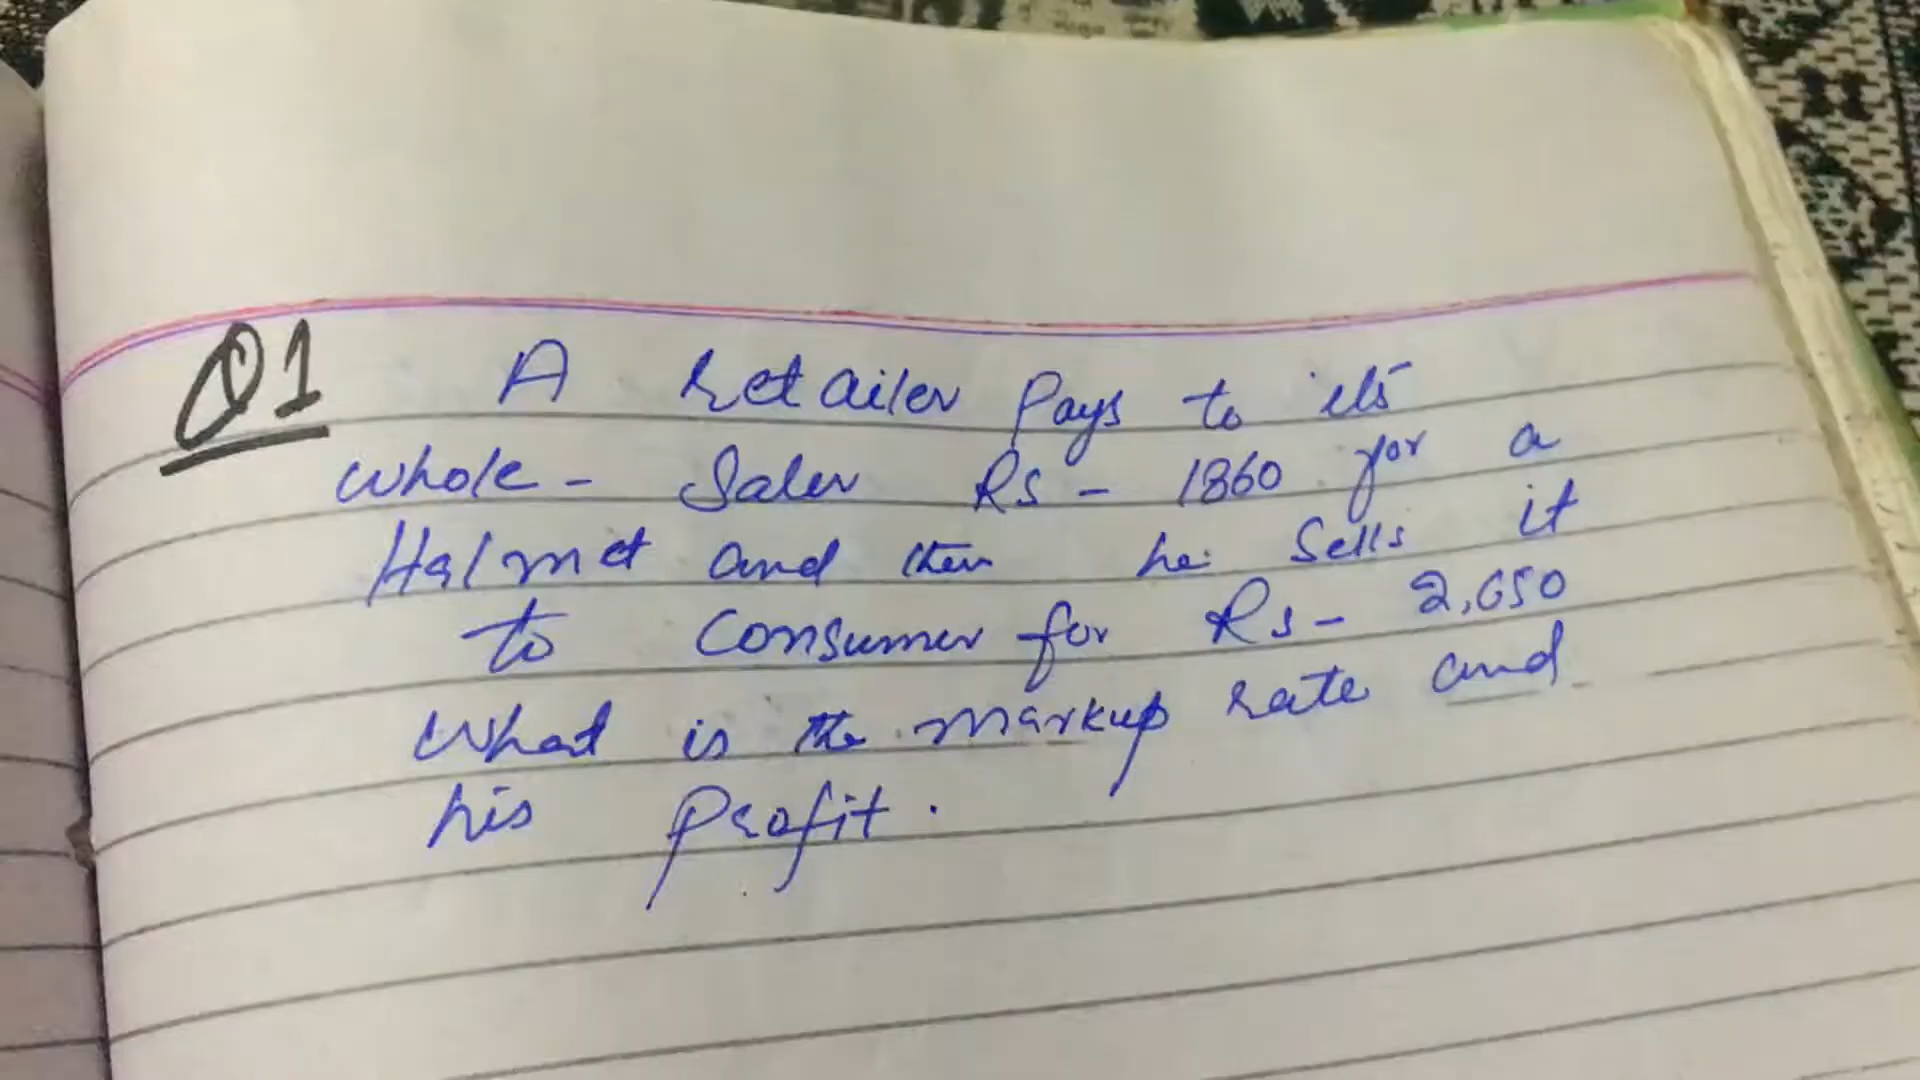 Q1 A retailer Pays to its
whole - Saler Rs - 1860 for a
Halmet and then he Sells it
to Consumer for Rs - 2,650
What is the markup rate and
his profit.